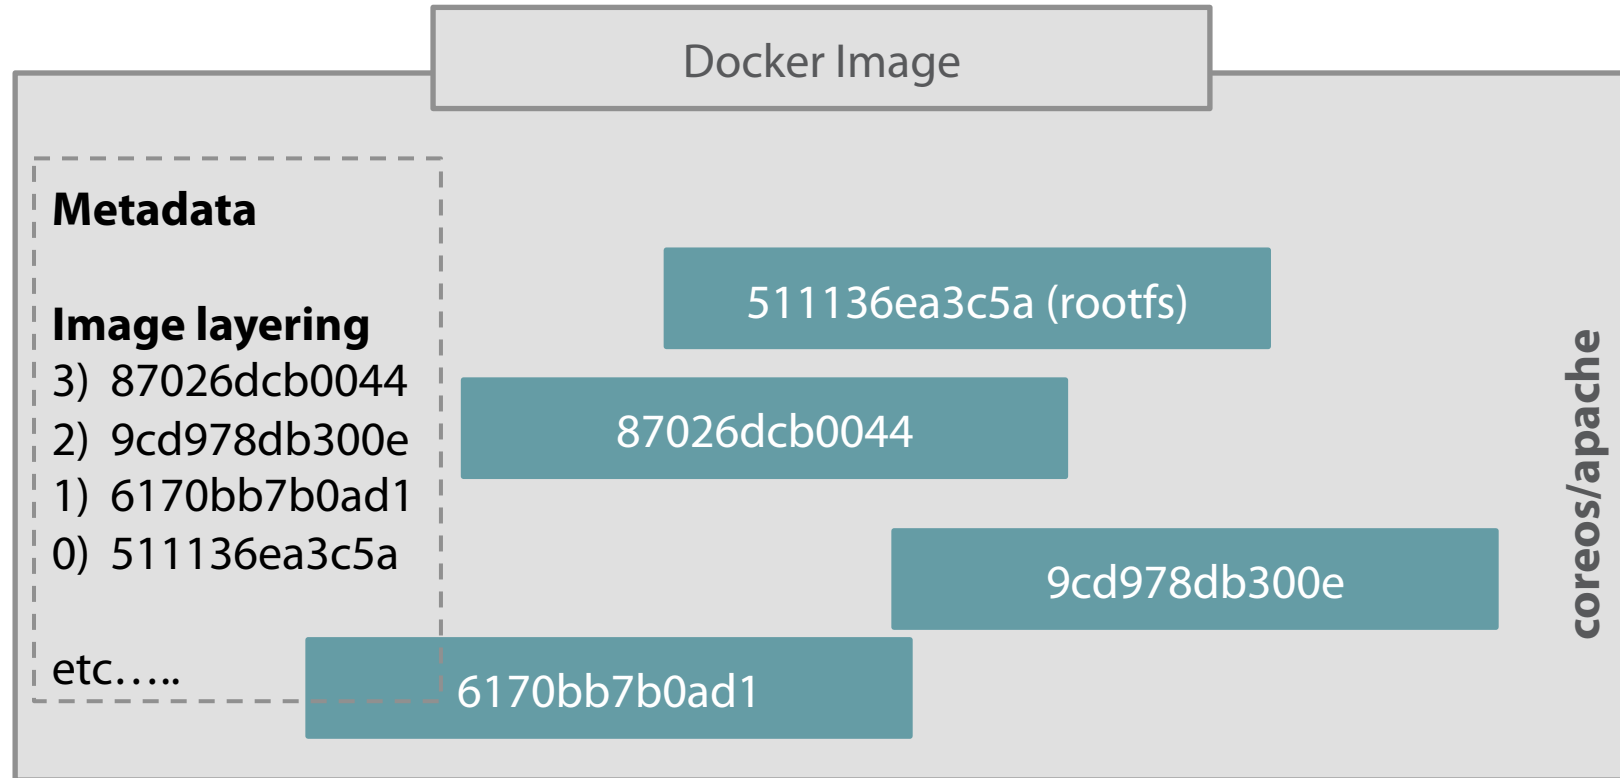 Docker Image
Metadata
Image layering
3) 87026dcb0044
2) 9cd978db300e
1) 6170bb7b0ad1
0) 511136ea3c5a
etc…..
511136ea3c5a (rootfs)
87026dcb0044
9cd978db300e
6170bb7b0ad1
coreos/apache